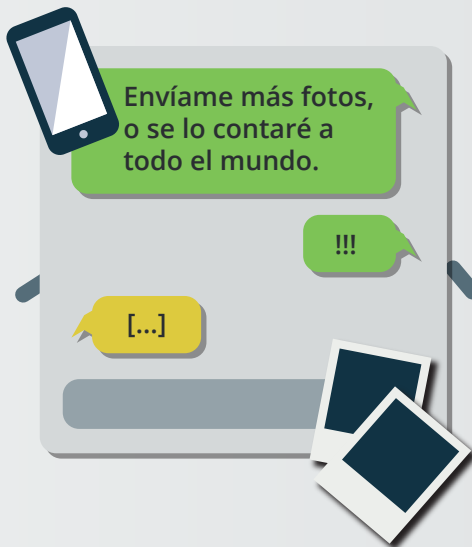 Envíame más fotos,
o se lo contaré a
todo el mundo.
!!!
[...]